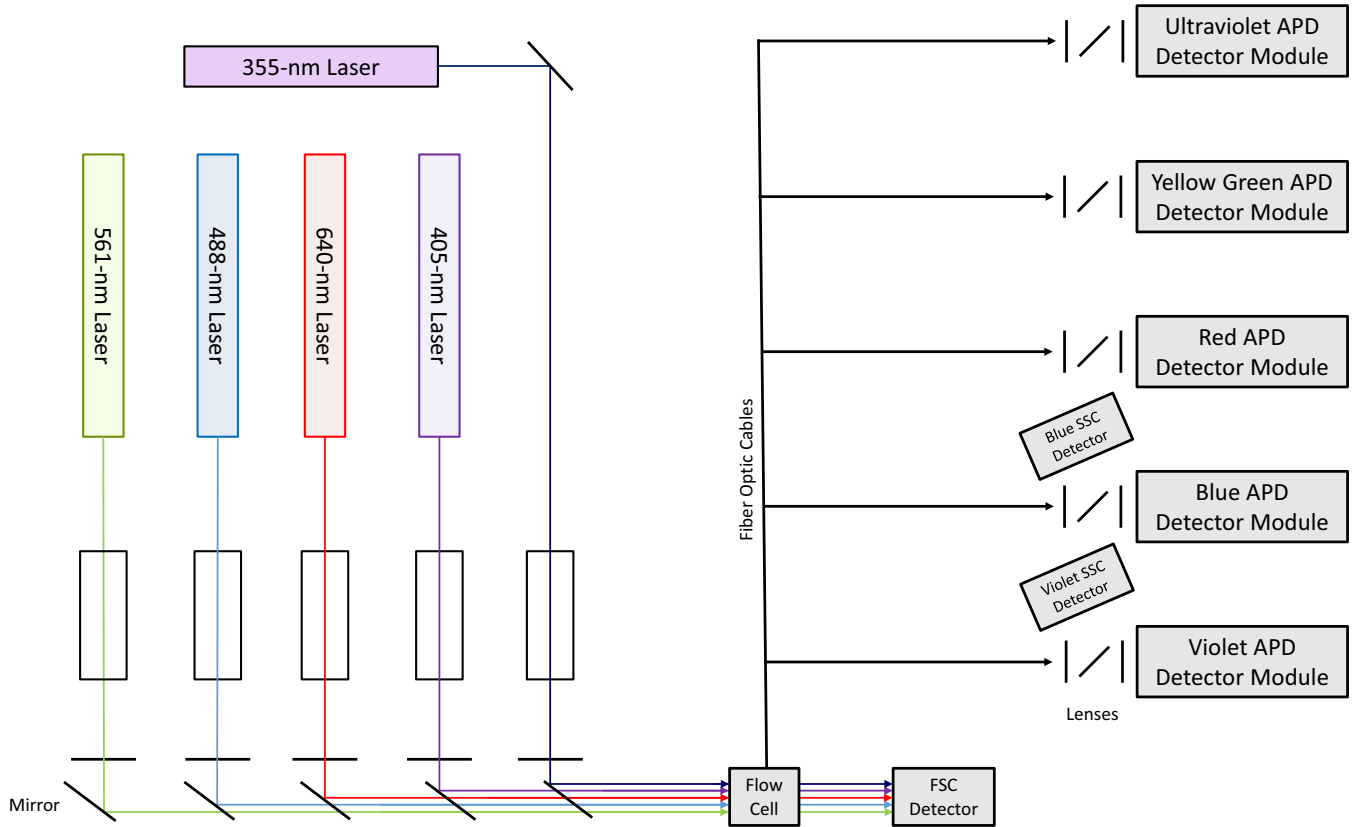 Ultraviolet APD
Detector Module
355-nm Laser
561-nm Laser
488-nm Laser
640-nm Laser
405-nm Laser
Yellow Green APD
Detector Module
Red APD
Detector Module
Blue SSC
Detector
Fiber Optic Cables
Blue APD
Detector Module
Violet SSC
Detector
Violet APD
Detector Module
Lenses
Mirror
Flow
Cell
FSC
Detector